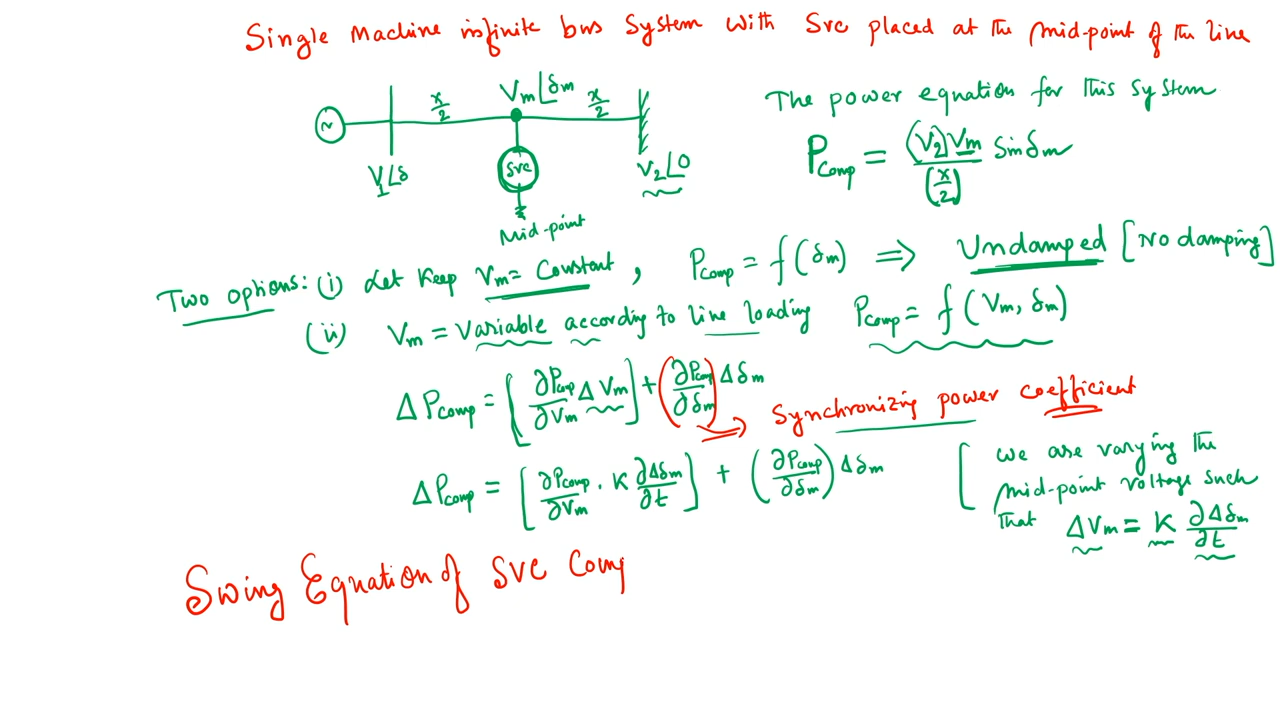 Single Machine infinite bus System with Svc placed at the Mid-point of the line
~ x/2 Vm∠δm x/2
V1∠δ SVC V2∠0
Mid-point
The power equation for this System
Pcomp = (V2)Vm/(x/2) Sinδm
Two options: (i) Let Keep Vm = Constant, Pcomp = f(δm) ⇒ Undamped [No damping]
(ii) Vm = Variable according to line loading Pcomp = f(Vm, δm)
ΔPcomp = [∂Pcomp/∂Vm ΔVm] + (∂Pcomp/∂δm) Δδm
→ Synchronizing power coefficient
ΔPcomp = [∂Pcomp/∂Vm · K ∂Δδm/∂t] + (∂Pcomp/∂δm) Δδm
[we are varying the
Mid-point voltage such
that ΔVm = K ∂Δδm/∂t
Swing Equation of SVC Comp